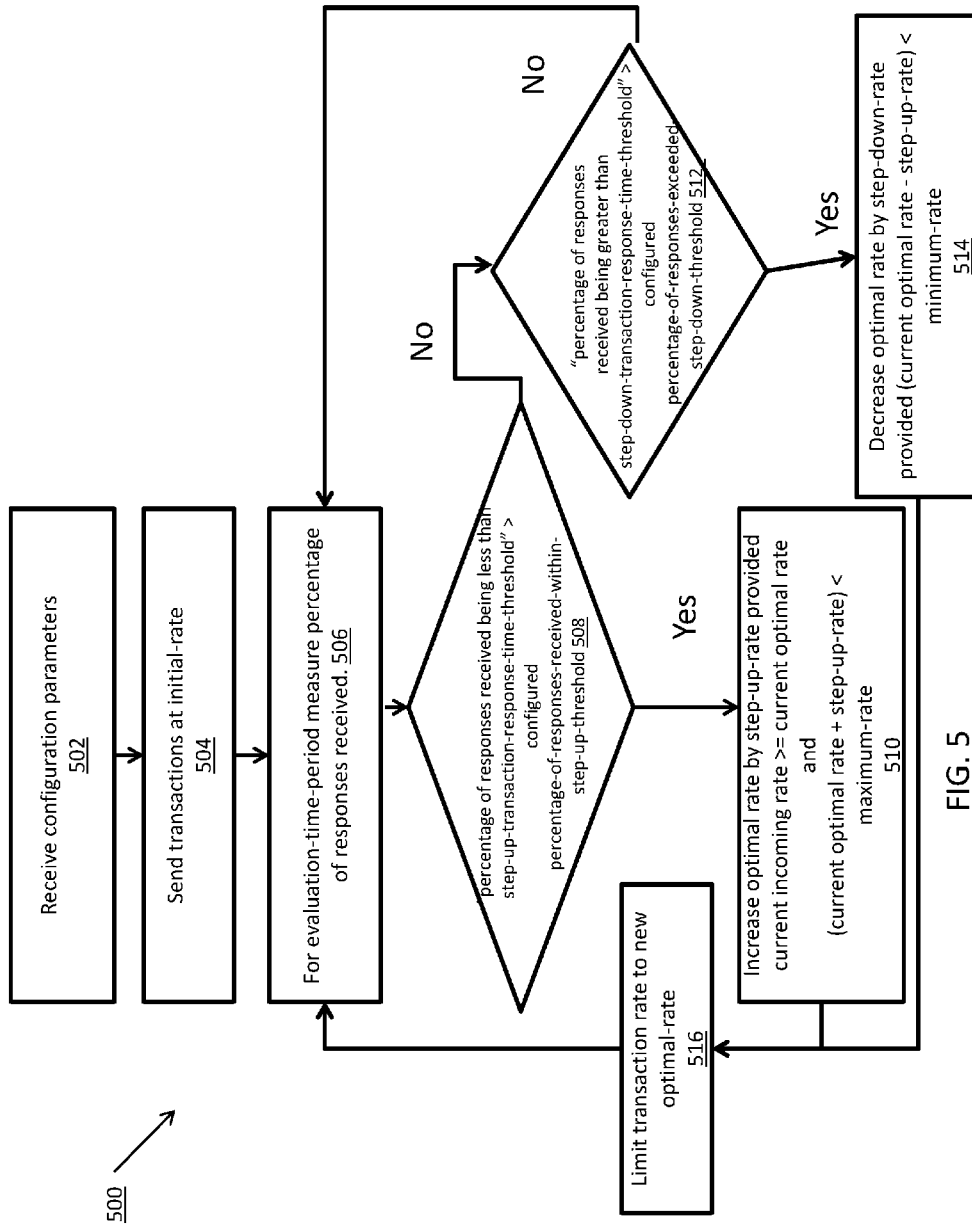 500
Receive configuration parameters
502
Send transactions at initial-rate
504
For evaluation-time-period measure percentage
of responses received. 506
"percentage of responses received being less than
step-up-transaction-response-time-threshold" >
configured
percentage-of-responses-received-within-
step-up-threshold 508
No
Yes
"percentage of responses
received being greater than
step-down-transaction-response-time-threshold" >
configured
percentage-of-responses-exceeded-
step-down-threshold 512
No
Yes
Limit transaction rate to new
optimal-rate
516
Increase optimal rate by step-up-rate provided
current incoming rate >= current optimal rate
and
(current optimal rate + step-up-rate) <
maximum-rate
510
Decrease optimal rate by step-down-rate
provided (current optimal rate - step-up-rate) <
minimum-rate
514
FIG. 5